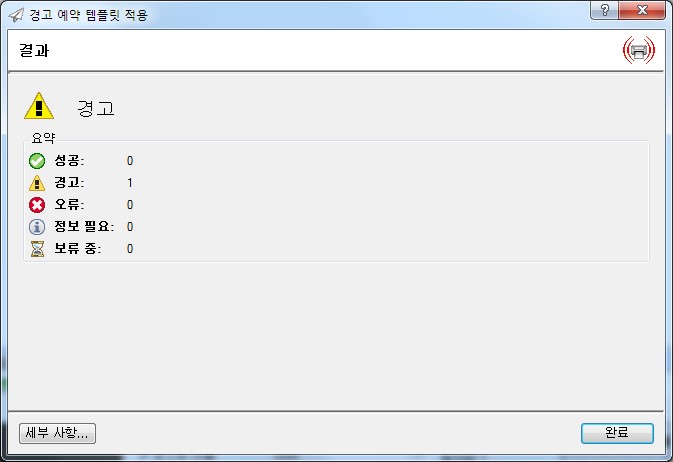 경고 예약 템플릿 적용
결과
경고
요약
성공: 0
경고: 1
오류: 0
정보 필요: 0
보류 중: 0
세부 사항...
완료